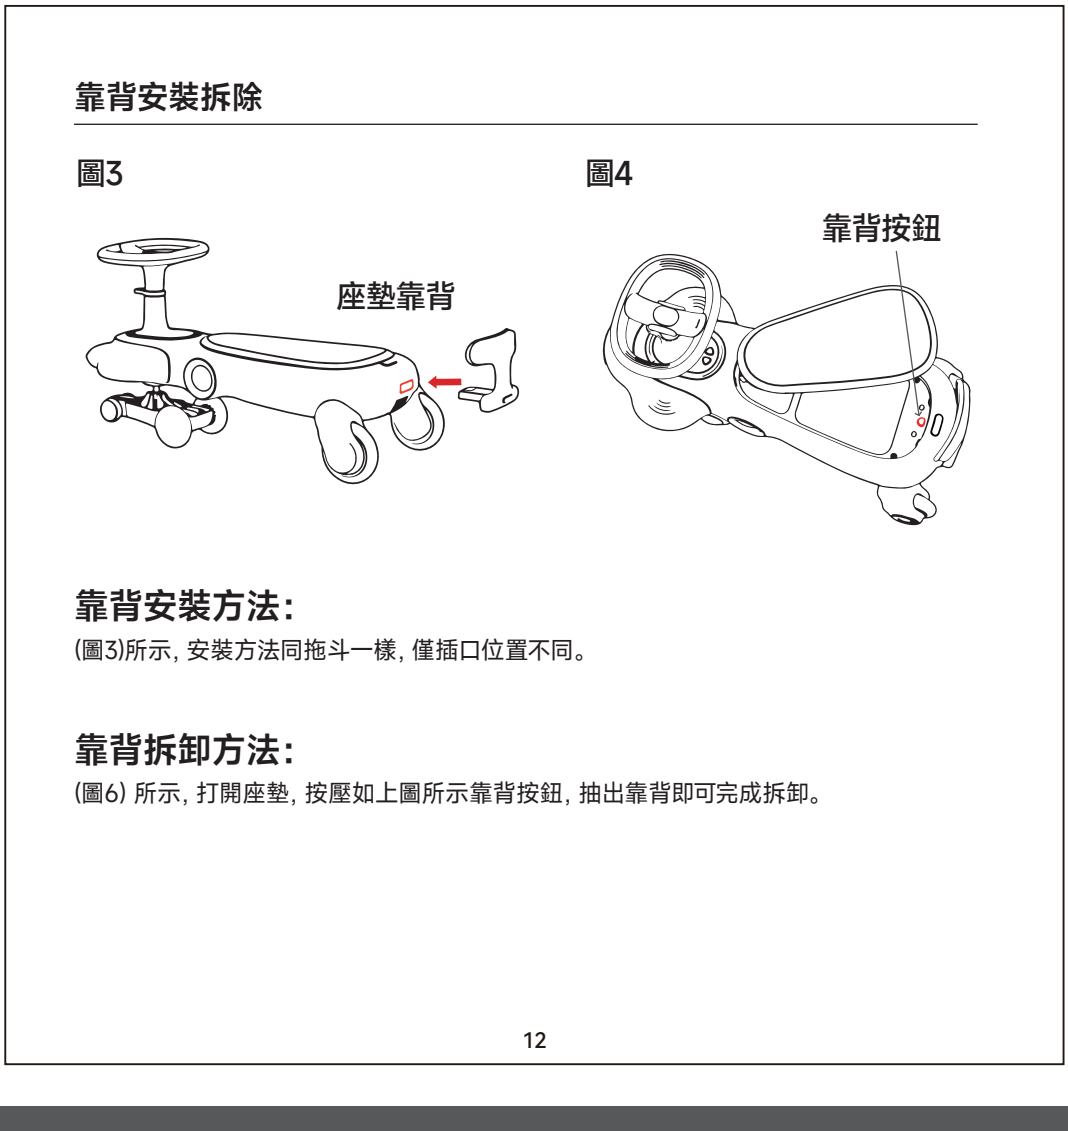 靠背安裝拆除
圖3
圖4
靠背按鈕
座墊靠背
靠背安裝方法：
(圖3)所示, 安裝方法同拖斗一樣, 僅插口位置不同。
靠背拆卸方法：
(圖6) 所示, 打開座墊, 按壓如上圖所示靠背按鈕, 抽出靠背即可完成拆卸。
12